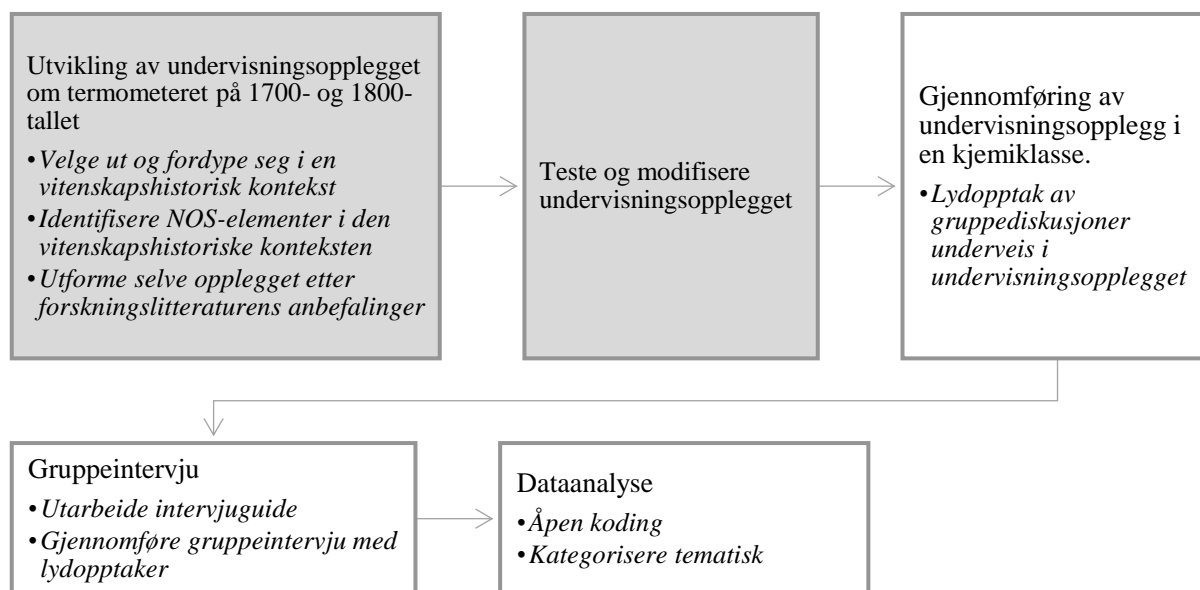 Utvikling av undervisningsopplegget
om termometeret på 1700- og 1800-
tallet
•Velge ut og fordype seg i en
vitenskapshistorisk kontekst
•Identifisere NOS-elementer i den
vitenskapshistoriske konteksten
•Utforme selve opplegget etter
forskningslitteraturens anbefalinger
Teste og modifisere
undervisningsopplegget
Gjennomføring av
undervisningsopplegg i
en kjemiklasse.
•Lydopptak av
gruppediskusjoner
underveis i
undervisningsopplegget
Gruppeintervju
•Utarbeide intervjuguide
•Gjennomføre gruppeintervju med
lydopptaker
Dataanalyse
•Åpen koding
•Kategorisere tematisk